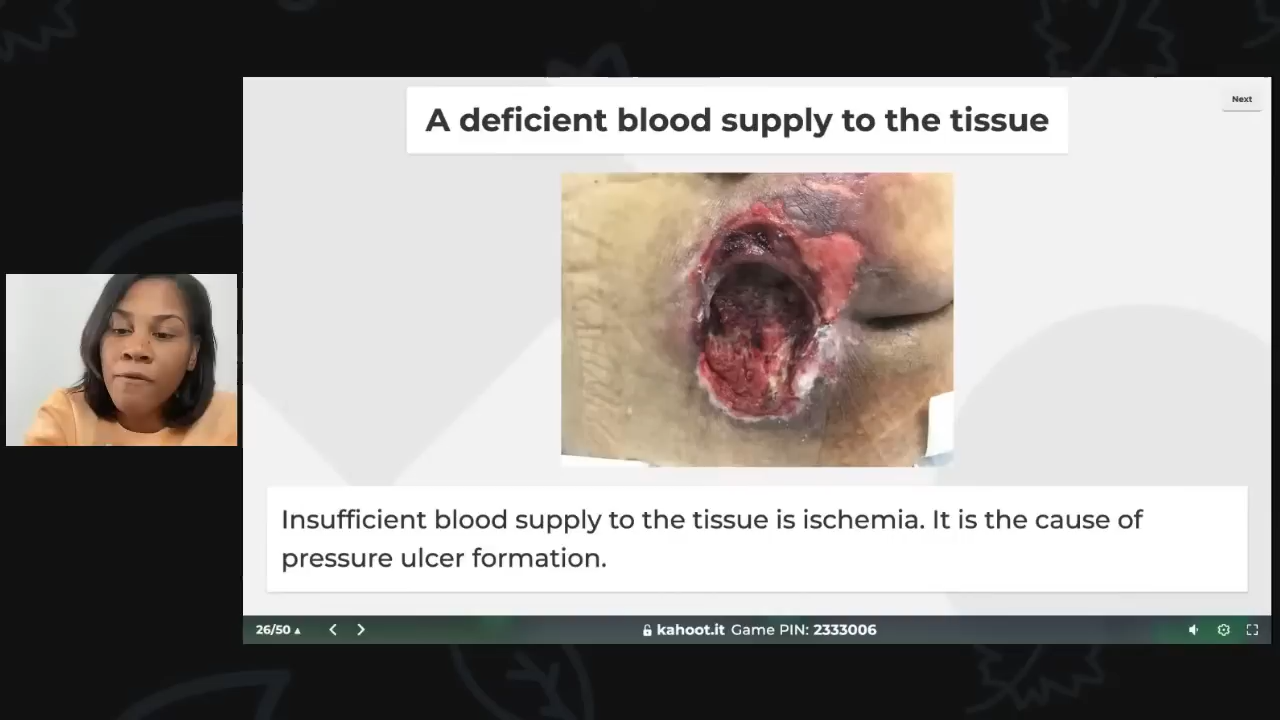 A deficient blood supply to the tissue
Next
Insufficient blood supply to the tissue is ischemia. It is the cause of
pressure ulcer formation.
26/50
kahoot.it Game PIN: 2333006